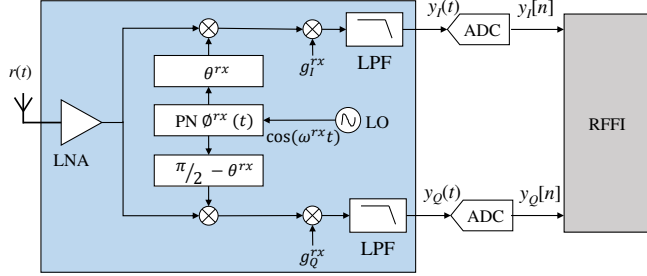 r(t)
LNA
θ^{rx}
PN ∅^{rx}(t)
π/2 − θ^{rx}
cos(ω^{rx}t)
LO
g_I^{rx}
LPF
y_I(t)
ADC
y_I[n]
g_Q^{rx}
LPF
y_Q(t)
ADC
y_Q[n]
RFFI